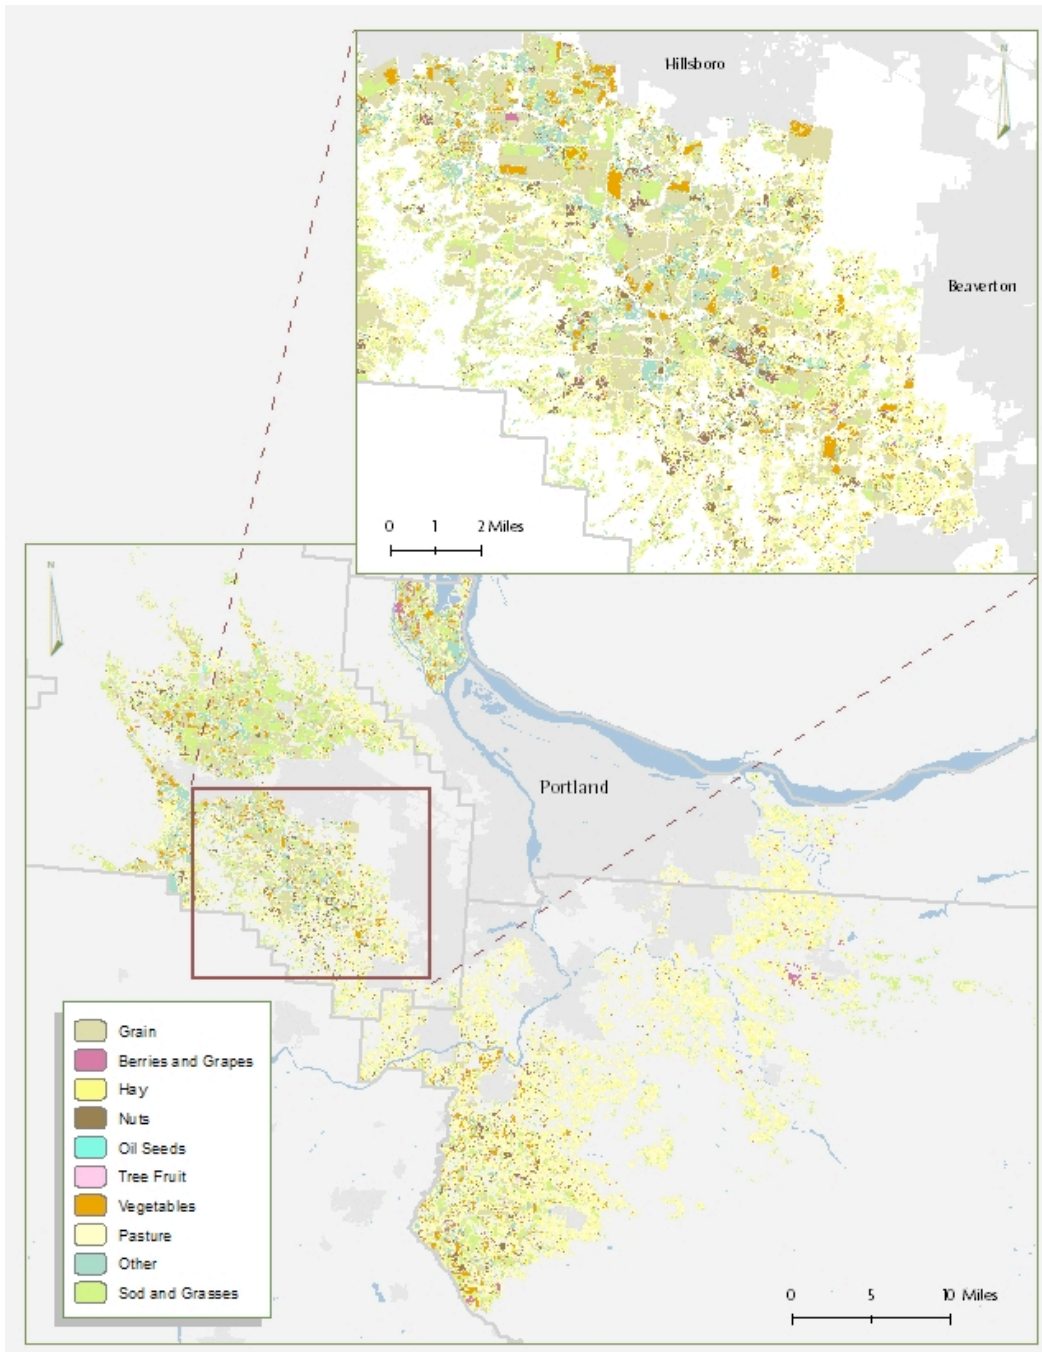 N
Hillsboro
Beaverton
0 1 2 Miles
N
Portland
Grain
Berries and Grapes
Hay
Nuts
Oil Seeds
Tree Fruit
Vegetables
Pasture
Other
Sod and Grasses
0 5 10 Miles